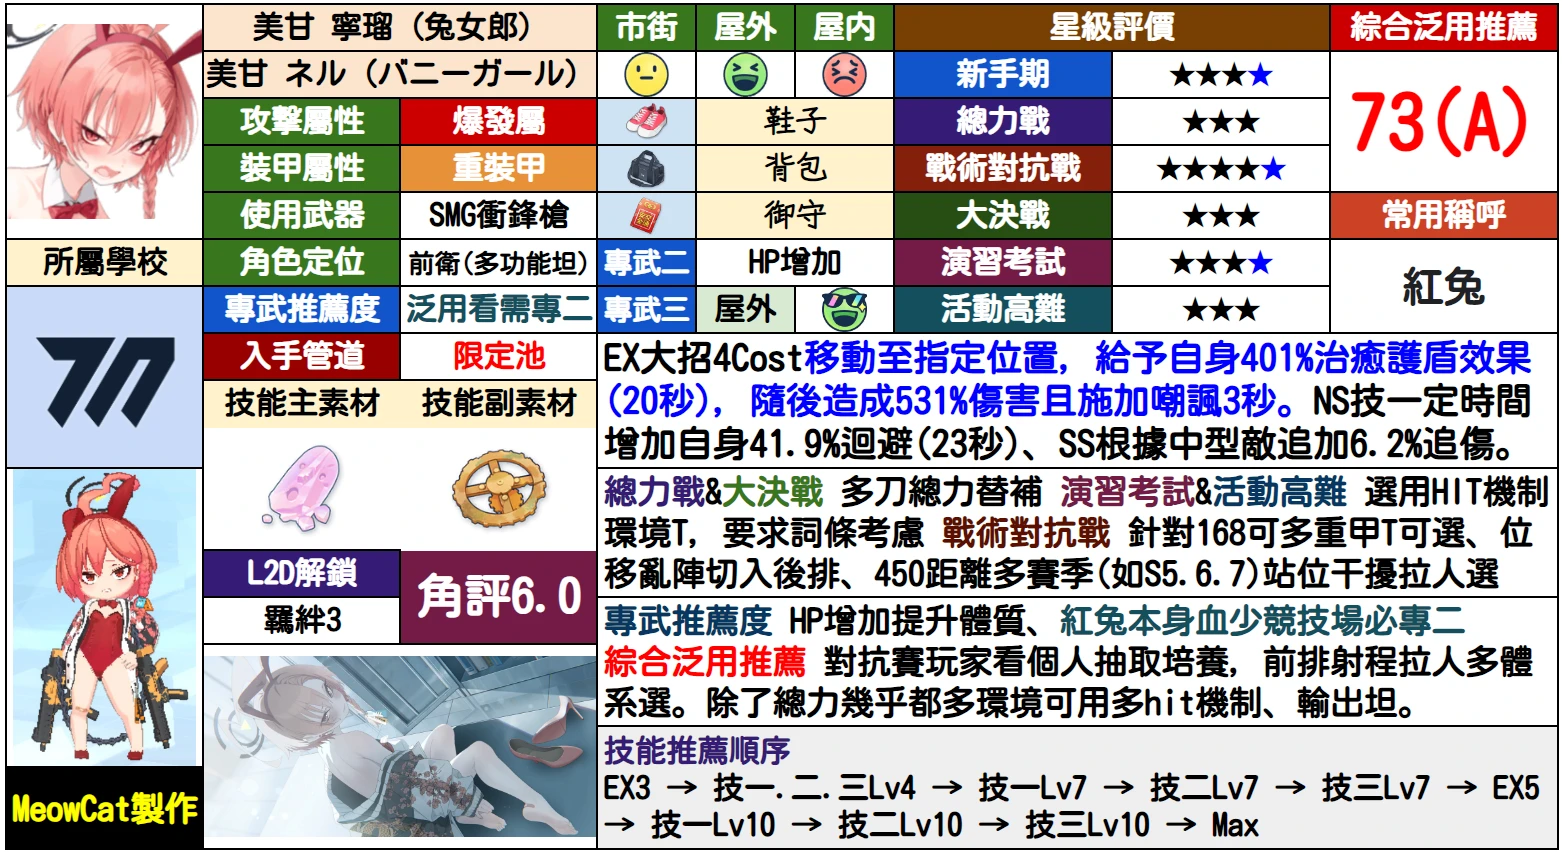 美甘 寧瑠（兔女郎）
美甘 ネル（バニーガール）
攻擊屬性 爆發屬
裝甲屬性 重裝甲
使用武器 SMG衝鋒槍
所屬學校
角色定位 前衛(多功能坦)
專武推薦度 泛用看需專二
入手管道 限定池
技能主素材 技能副素材
L2D解鎖
羈絆3
角評6.0
MeowCat製作
市街 屋外 屋内
鞋子
背包
御守
專武二 HP增加
專武三 屋外
星級評價
新手期 ★★★★
總力戰 ★★★
戰術對抗戰 ★★★★★
大決戰 ★★★
演習考試 ★★★★
活動高難 ★★★
綜合泛用推薦
73(A)
常用稱呼
紅兔
EX大招4Cost移動至指定位置，給予自身401%治癒護盾效果
(20秒)，隨後造成531%傷害且施加嘲諷3秒。NS技一定時間
增加自身41.9%迴避(23秒)、SS根據中型敵追加6.2%追傷。
總力戰&大決戰 多刀總力替補 演習考試&活動高難 選用HIT機制
環境T，要求詞條考慮 戰術對抗戰 針對168可多重甲T可選、位
移亂陣切入後排、450距離多賽季(如S5.6.7)站位干擾拉人選
專武推薦度 HP增加提升體質、紅兔本身血少競技場必專二
綜合泛用推薦 對抗賽玩家看個人抽取培養，前排射程拉人多體
系選。除了總力幾乎都多環境可用多hit機制、輸出坦。
技能推薦順序
EX3 → 技一.二.三Lv4 → 技一Lv7 → 技二Lv7 → 技三Lv7 → EX5
→ 技一Lv10 → 技二Lv10 → 技三Lv10 → Max